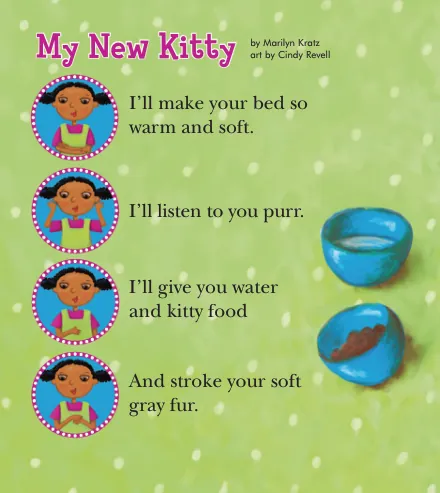 My New Kitty
by Marilyn Kratz
art by Cindy Revell
I'll make your bed so
warm and soft.
I'll listen to you purr.
I'll give you water
and kitty food
And stroke your soft
gray fur.